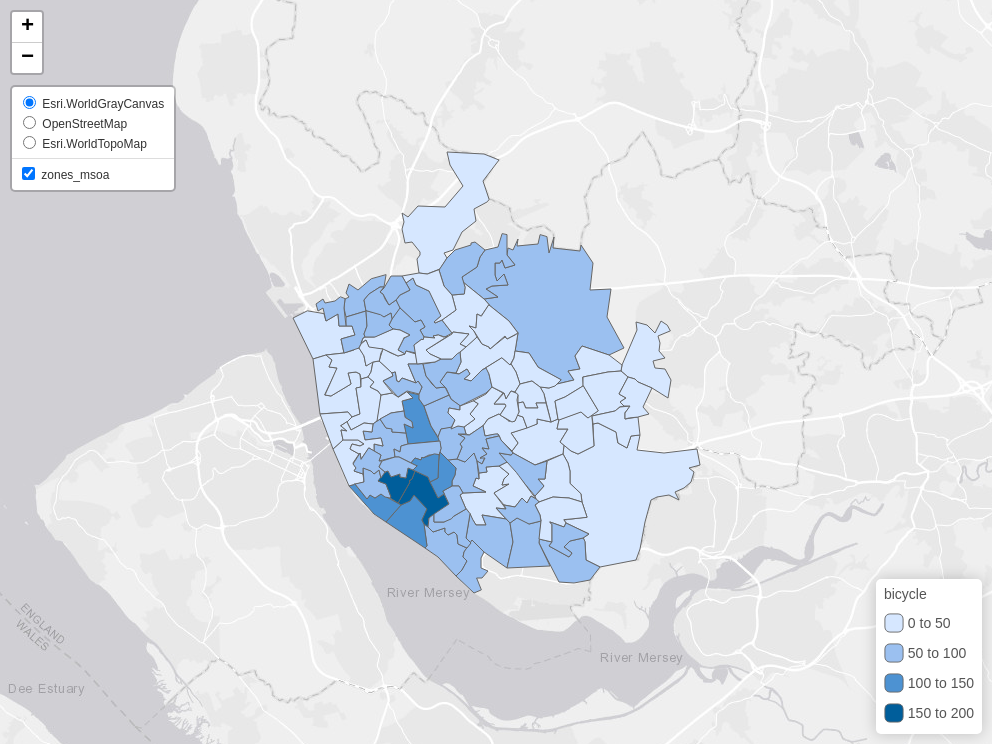 +
−
Esri.WorldGrayCanvas
OpenStreetMap
Esri.WorldTopoMap
zones_msoa
River Mersey
bicycle
0 to 50
ENGLAND
WALES
50 to 100
River Mersey
100 to 150
Dee Estuary
150 to 200